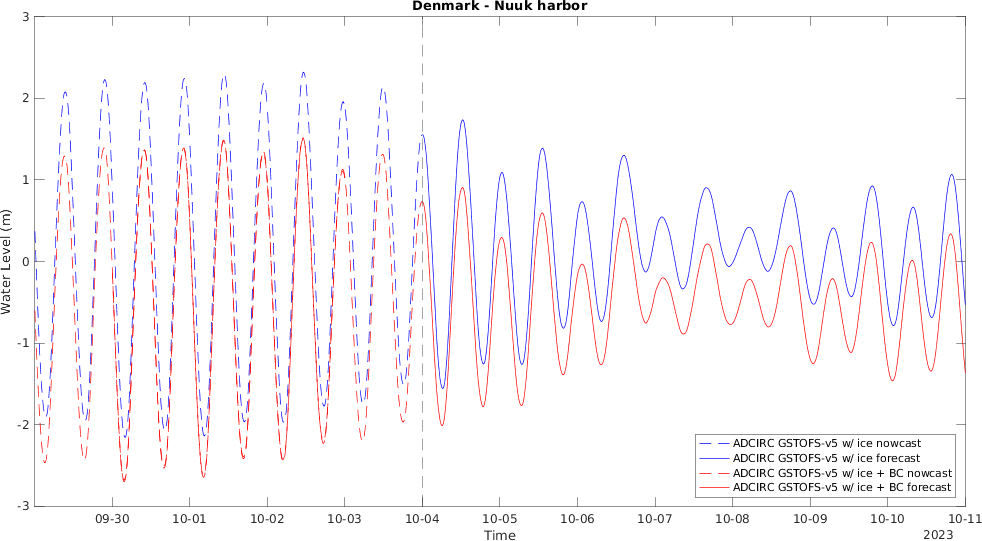 Denmark - Nuuk harbor
3
2
1
0
-1
-2
-3
Water Level (m)
ADCIRC GSTOFS-v5 w/ ice nowcast
ADCIRC GSTOFS-v5 w/ ice forecast
ADCIRC GSTOFS-v5 w/ ice + BC nowcast
ADCIRC GSTOFS-v5 w/ ice + BC forecast
09-30 10-01 10-02 10-03 10-04 10-05 10-06 10-07 10-08 10-09 10-10 10-11
Time
2023